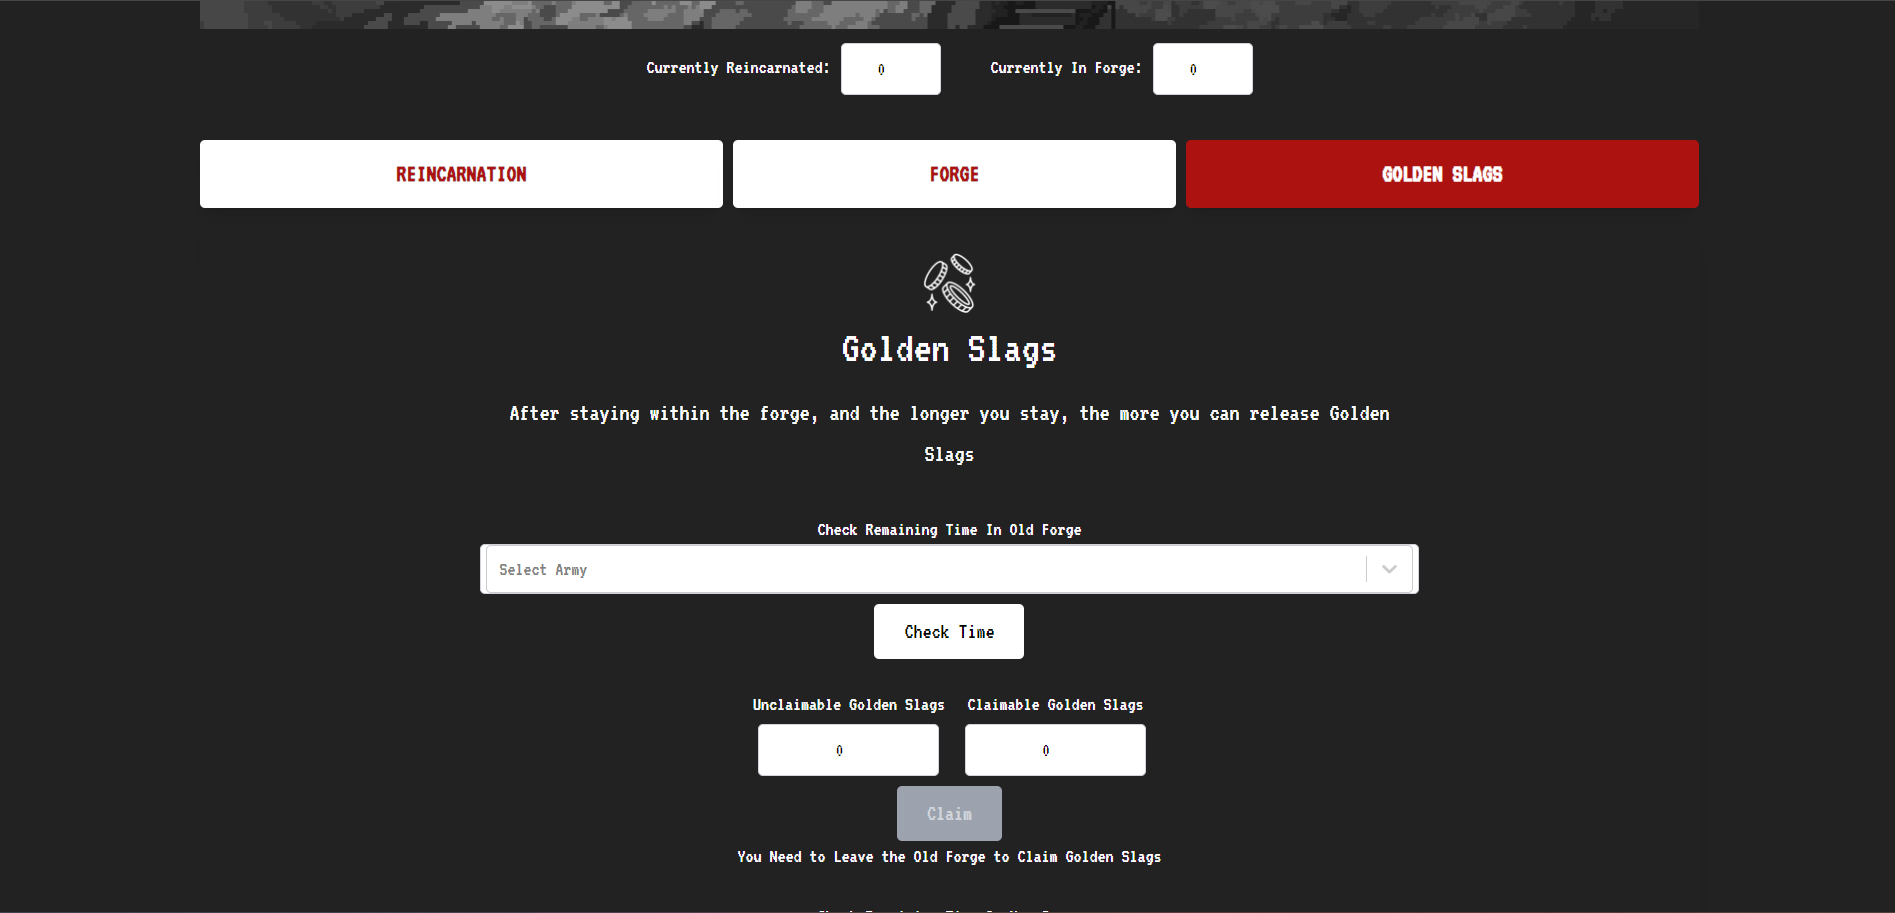 Currently Reincarnated: 0 Currently In Forge: 0
REINCARNATION FORGE GOLDEN SLAGS
Golden Slags
After staying within the forge, and the longer you stay, the more you can release Golden
Slags
Check Remaining Time In Old Forge
Select Army
Check Time
Unclaimable Golden Slags Claimable Golden Slags
0 0
Claim
You Need to Leave the Old Forge to Claim Golden Slags